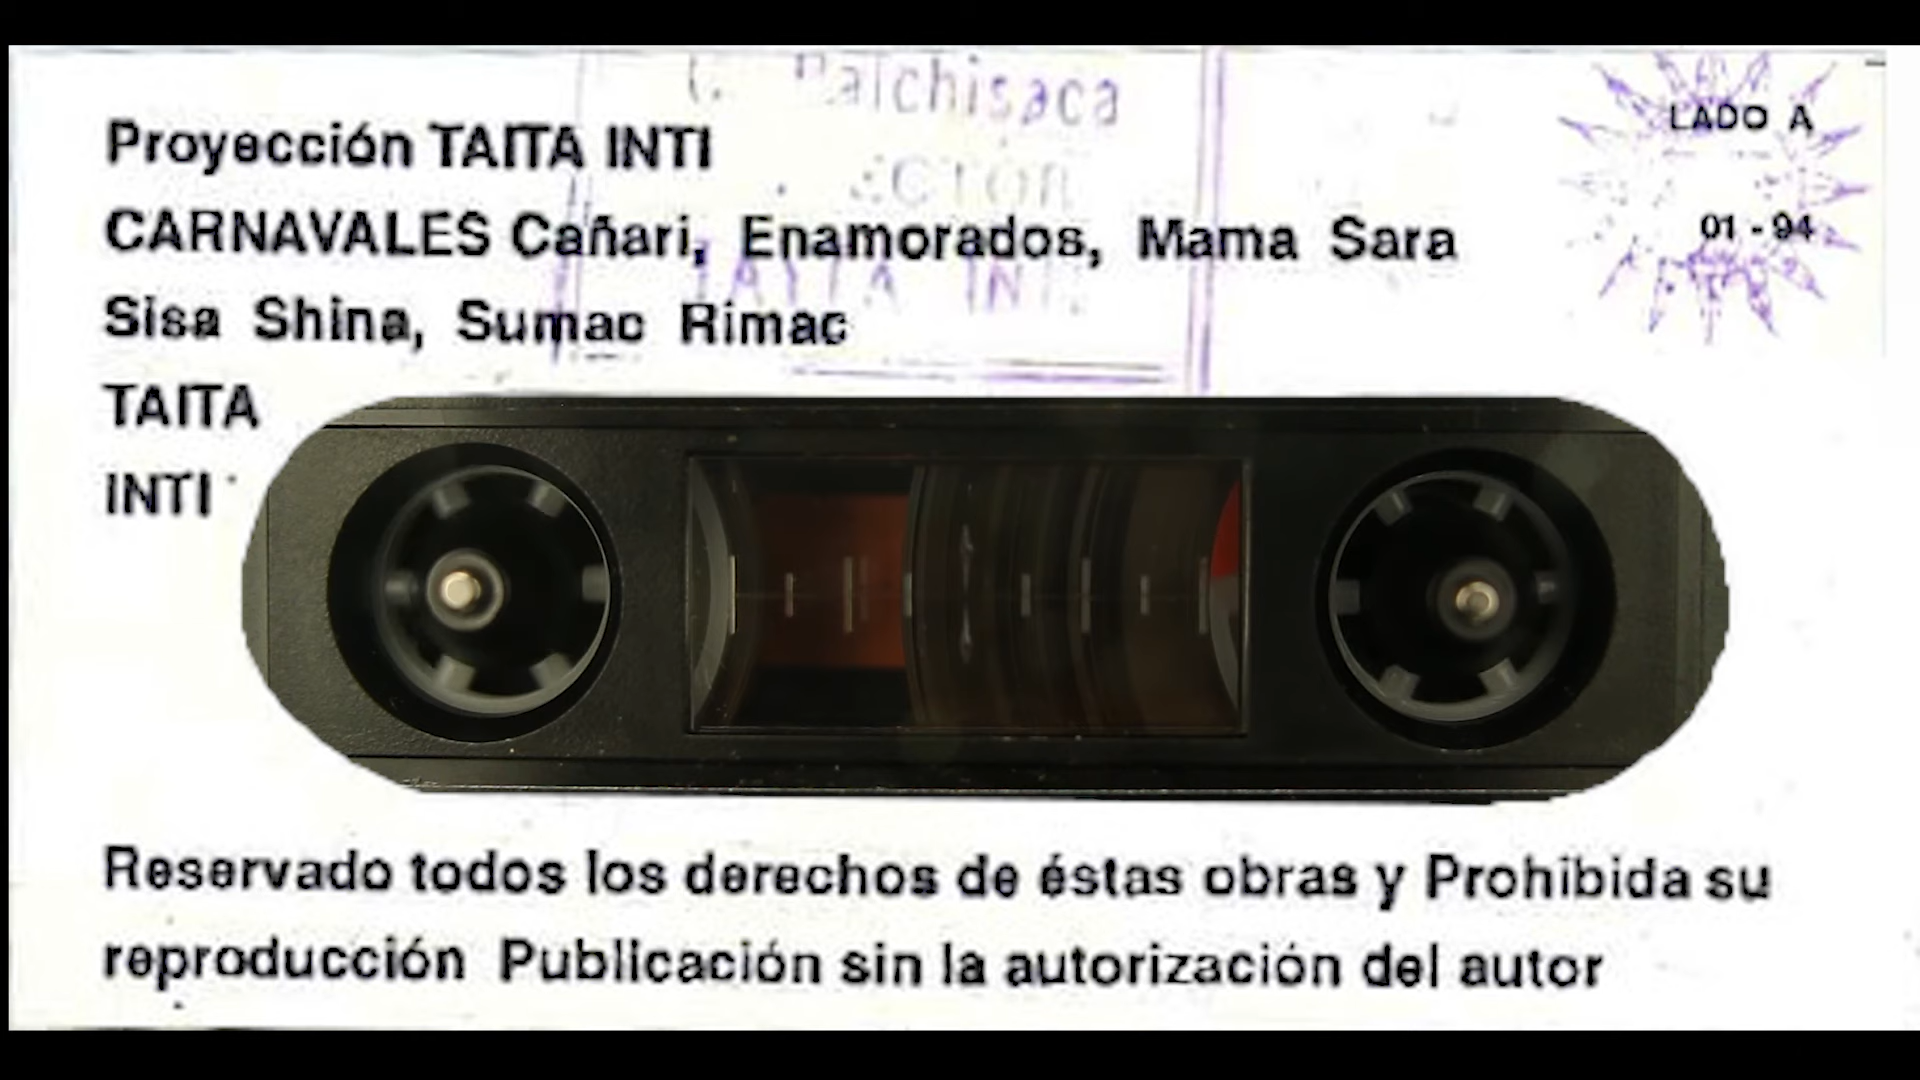 LADO A
Proyección TAITA INTI
CARNAVALES Cañari, Enamorados, Mama Sara
01 - 94
TAITA
Sisa Shina, Sumac Rimac
TAITA
INTI
Reservado todos los derechos de éstas obras y Prohibida su
reproducción Publicación sin la autorización del autor